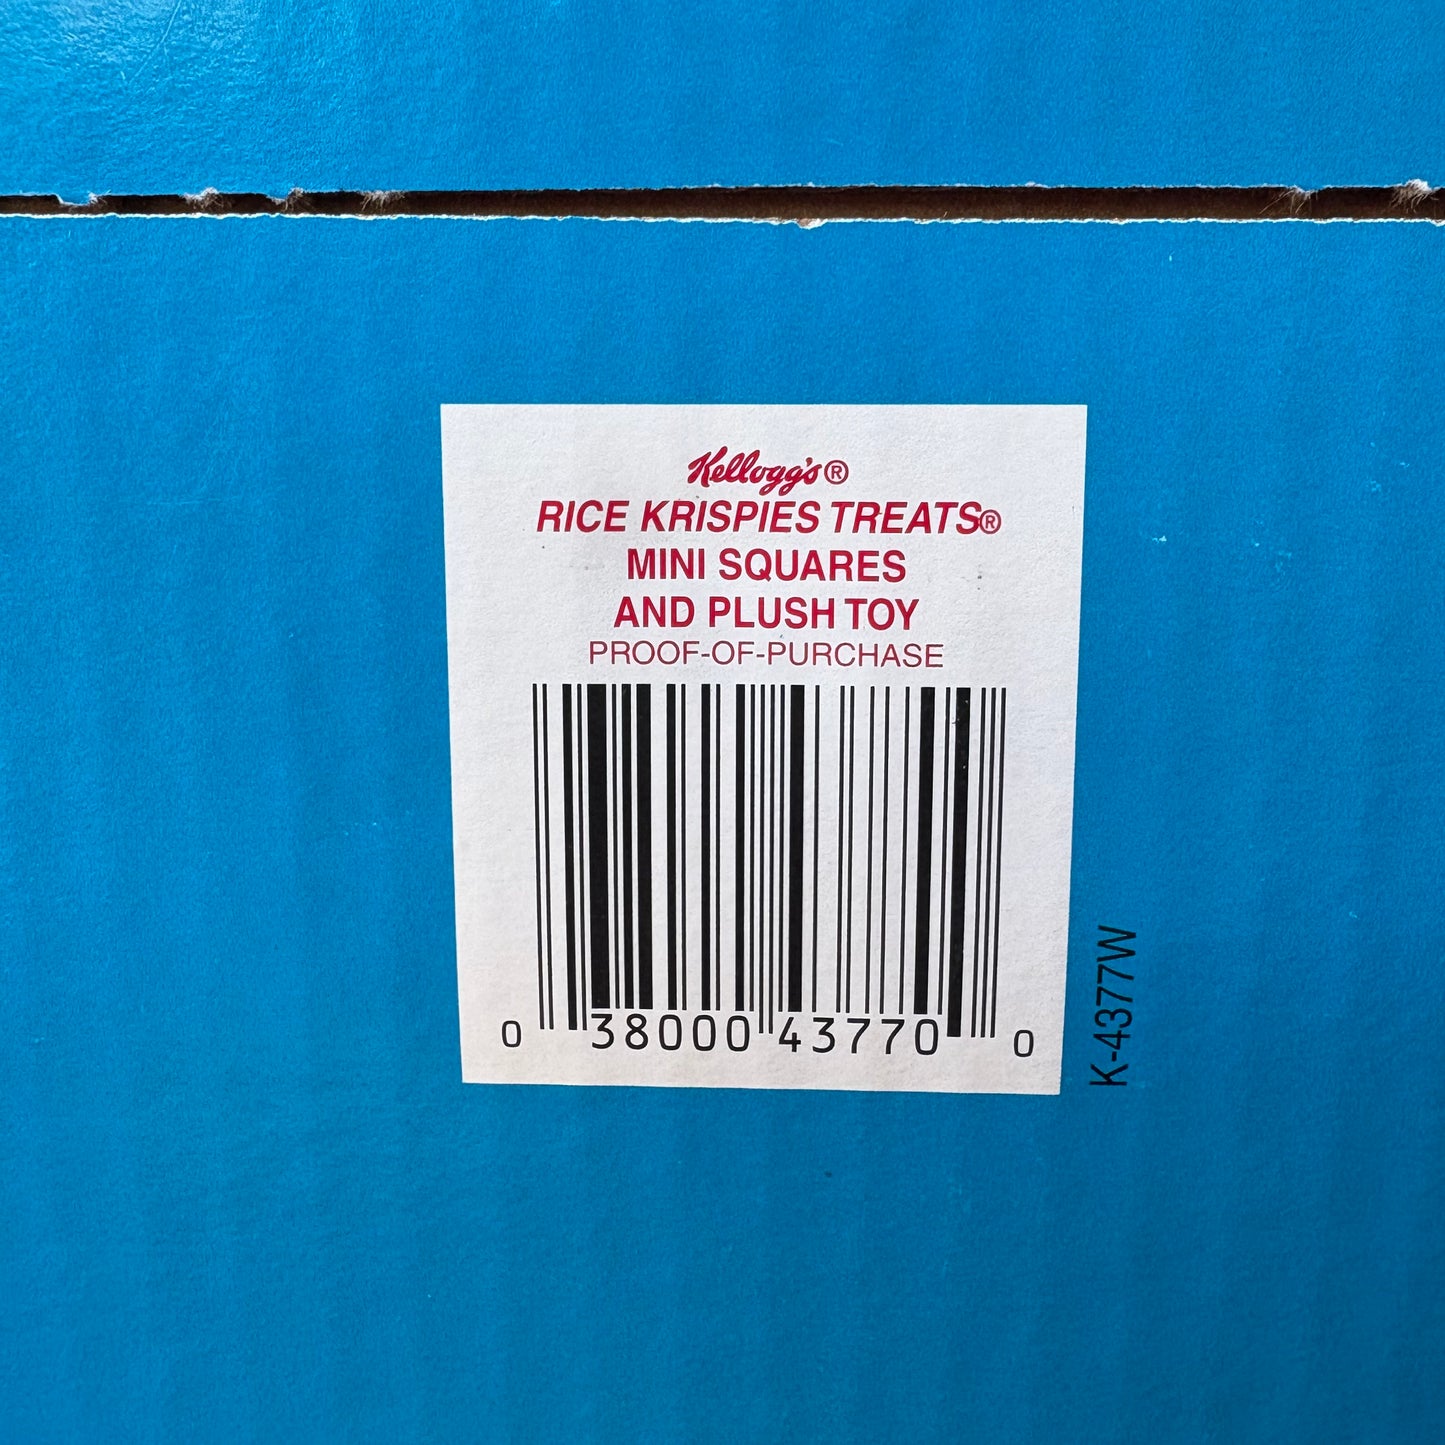 Kellogg's®
RICE KRISPIES TREATS®
MINI SQUARES
AND PLUSH TOY
PROOF-OF-PURCHASE
0 38000 43770 0
K-4377W